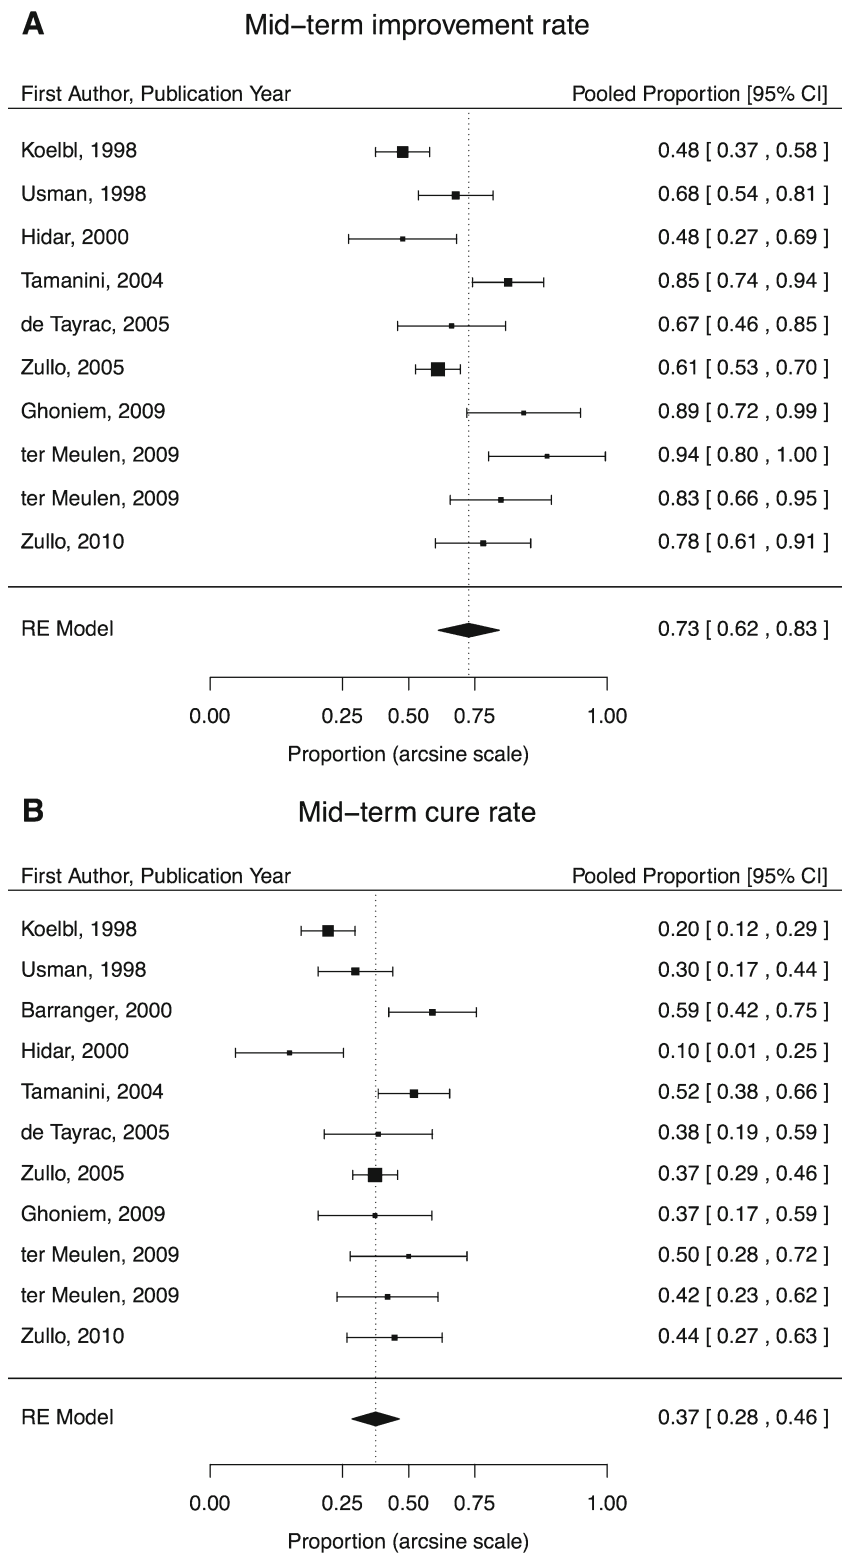 A Mid−term improvement rate
First Author, Publication Year Pooled Proportion [95% CI]
Koelbl, 1998 0.48 [ 0.37 , 0.58 ]
Usman, 1998 0.68 [ 0.54 , 0.81 ]
Hidar, 2000 0.48 [ 0.27 , 0.69 ]
Tamanini, 2004 0.85 [ 0.74 , 0.94 ]
de Tayrac, 2005 0.67 [ 0.46 , 0.85 ]
Zullo, 2005 0.61 [ 0.53 , 0.70 ]
Ghoniem, 2009 0.89 [ 0.72 , 0.99 ]
ter Meulen, 2009 0.94 [ 0.80 , 1.00 ]
ter Meulen, 2009 0.83 [ 0.66 , 0.95 ]
Zullo, 2010 0.78 [ 0.61 , 0.91 ]
RE Model 0.73 [ 0.62 , 0.83 ]
0.00 0.25 0.50 0.75 1.00
Proportion (arcsine scale)
B Mid−term cure rate
First Author, Publication Year Pooled Proportion [95% CI]
Koelbl, 1998 0.20 [ 0.12 , 0.29 ]
Usman, 1998 0.30 [ 0.17 , 0.44 ]
Barranger, 2000 0.59 [ 0.42 , 0.75 ]
Hidar, 2000 0.10 [ 0.01 , 0.25 ]
Tamanini, 2004 0.52 [ 0.38 , 0.66 ]
de Tayrac, 2005 0.38 [ 0.19 , 0.59 ]
Zullo, 2005 0.37 [ 0.29 , 0.46 ]
Ghoniem, 2009 0.37 [ 0.17 , 0.59 ]
ter Meulen, 2009 0.50 [ 0.28 , 0.72 ]
ter Meulen, 2009 0.42 [ 0.23 , 0.62 ]
Zullo, 2010 0.44 [ 0.27 , 0.63 ]
RE Model 0.37 [ 0.28 , 0.46 ]
0.00 0.25 0.50 0.75 1.00
Proportion (arcsine scale)